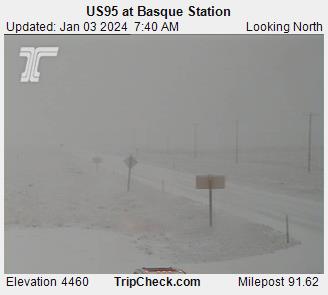 US95 at Basque Station
Updated: Jan 03 2024 7:40 AM Looking North
Elevation 4460 TripCheck.com Milepost 91.62